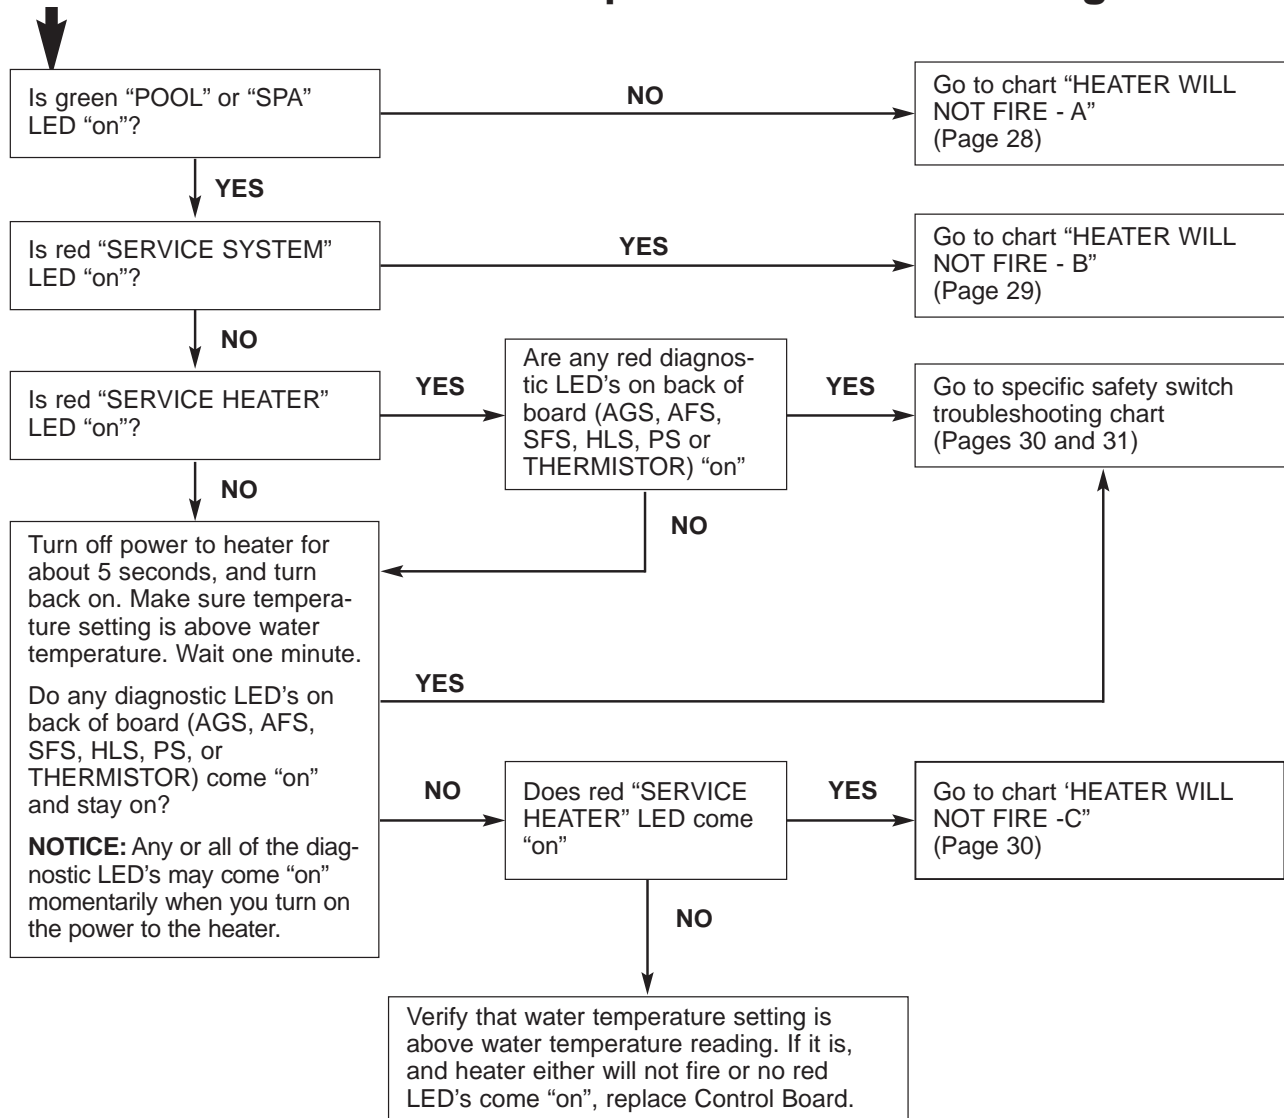 Is green “POOL” or “SPA”
LED “on”?
NO
Go to chart “HEATER WILL
NOT FIRE - A”
(Page 28)
YES
Is red “SERVICE SYSTEM”
LED “on”?
YES
Go to chart “HEATER WILL
NOT FIRE - B”
(Page 29)
NO
Is red “SERVICE HEATER”
LED “on”?
YES
Are any red diagnos-
tic LED's on back of
board (AGS, AFS,
SFS, HLS, PS or
THERMISTOR) “on”
YES
Go to specific safety switch
troubleshooting chart
(Pages 30 and 31)
NO
NO
Turn off power to heater for
about 5 seconds, and turn
back on. Make sure tempera-
ture setting is above water
temperature. Wait one minute.
Do any diagnostic LED's on
back of board (AGS, AFS,
SFS, HLS, PS, or
THERMISTOR) come “on”
and stay on?
NOTICE: Any or all of the diag-
nostic LED's may come “on”
momentarily when you turn on
the power to the heater.
YES
NO
Does red “SERVICE
HEATER” LED come
“on”
YES
Go to chart ‘HEATER WILL
NOT FIRE -C”
(Page 30)
NO
Verify that water temperature setting is
above water temperature reading. If it is,
and heater either will not fire or no red
LED's come “on”, replace Control Board.